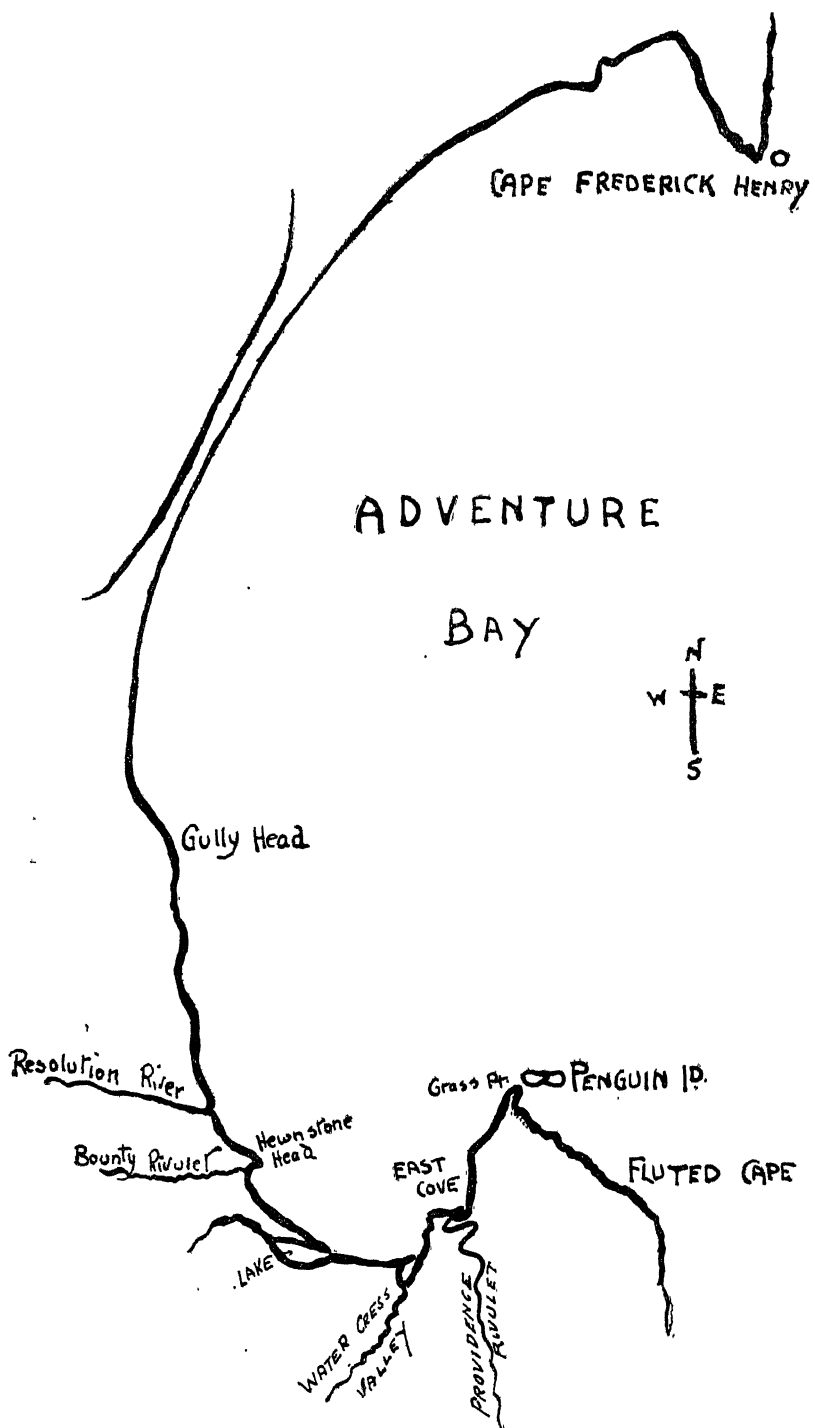 CAPE FREDERICK HENRY
ADVENTURE
BAY
N
W E
S
Gully Head
Resolution River
Hewnstone
Head
Bounty Rivulet
Grass Pt.
PENGUIN ID.
EAST
COVE
FLUTED CAPE
LAKE
WATER CRESS
VALLEY
PROVIDENCE
RIVULET